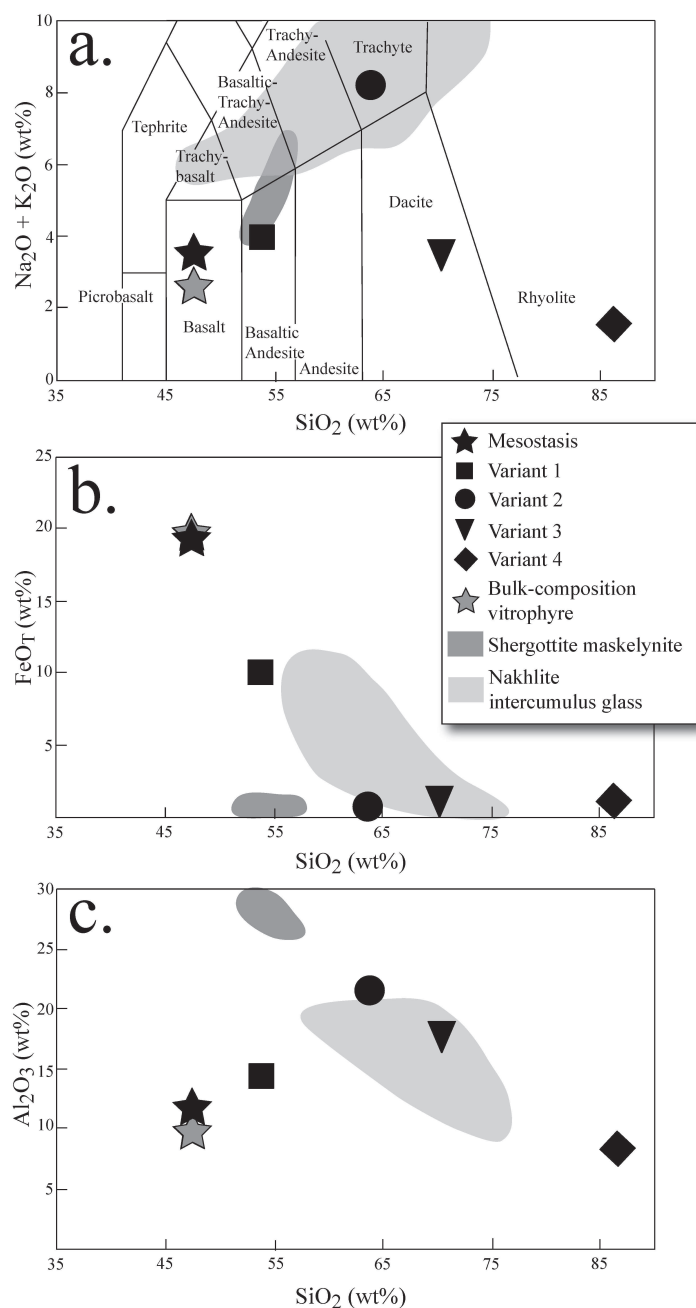 a.
10
8
6
4
2
0
Na2O + K2O (wt%)
Trachy-
Andesite
Trachyte
Basaltic-
Trachy-
Andesite
Tephrite
Trachy-
basalt
Dacite
Picrobasalt
Basalt
Basaltic
Andesite
Andesite
Rhyolite
35 45 55 65 75 85
SiO2 (wt%)
b.
25
20
15
10
5
FeOT (wt%)
35 45 55 65 75 85
SiO2 (wt%)
Mesostasis
Variant 1
Variant 2
Variant 3
Variant 4
Bulk-composition
vitrophyre
Shergottite maskelynite
Nakhlite
intercumulus glass
c.
30
25
20
15
10
5
Al2O3 (wt%)
35 45 55 65 75 85
SiO2 (wt%)